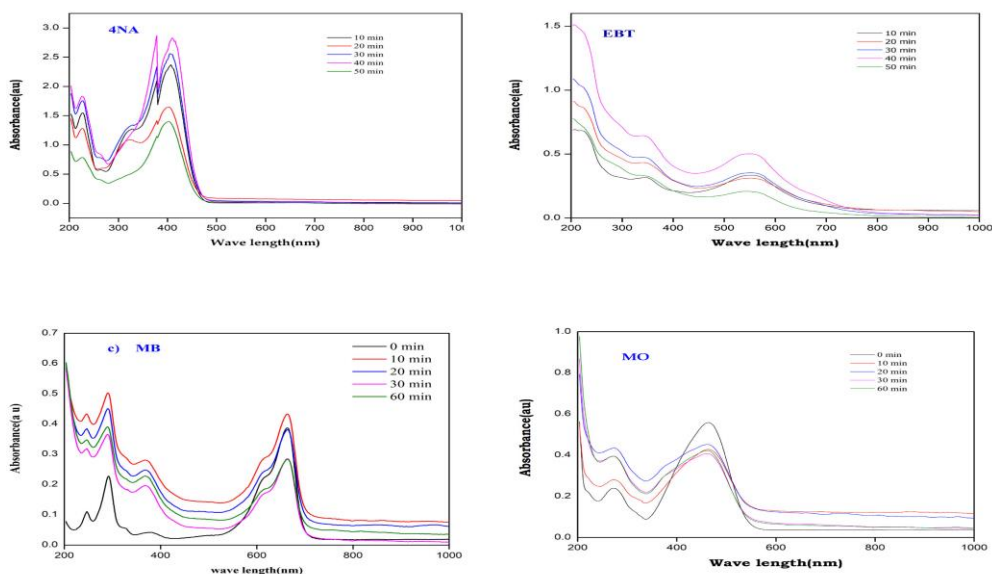 4NA
10 min
20 min
30 min
40 min
50 min
Absorbance(au)
3.0
2.5
2.0
1.5
1.0
0.5
0.0
200 300 400 500 600 700 800 900 100
Wave length(nm)
EBT
10 min
20 min
30 min
40 min
50 min
Absorbance(au)
1.5
1.0
0.5
0.0
200 300 400 500 600 700 800 900 1000
Wave length(nm)
c) MB
0 min
10 min
20 min
30 min
60 min
Absorbance(a u)
0.7
0.6
0.5
0.4
0.3
0.2
0.1
0.0
200 400 600 800 1000
wave length(nm)
MO
0 min
10 min
20 min
30 min
60 min
Absorbance(au)
1.0
0.8
0.6
0.4
0.2
0.0
200 400 600 800 1000
Wave length(nm)